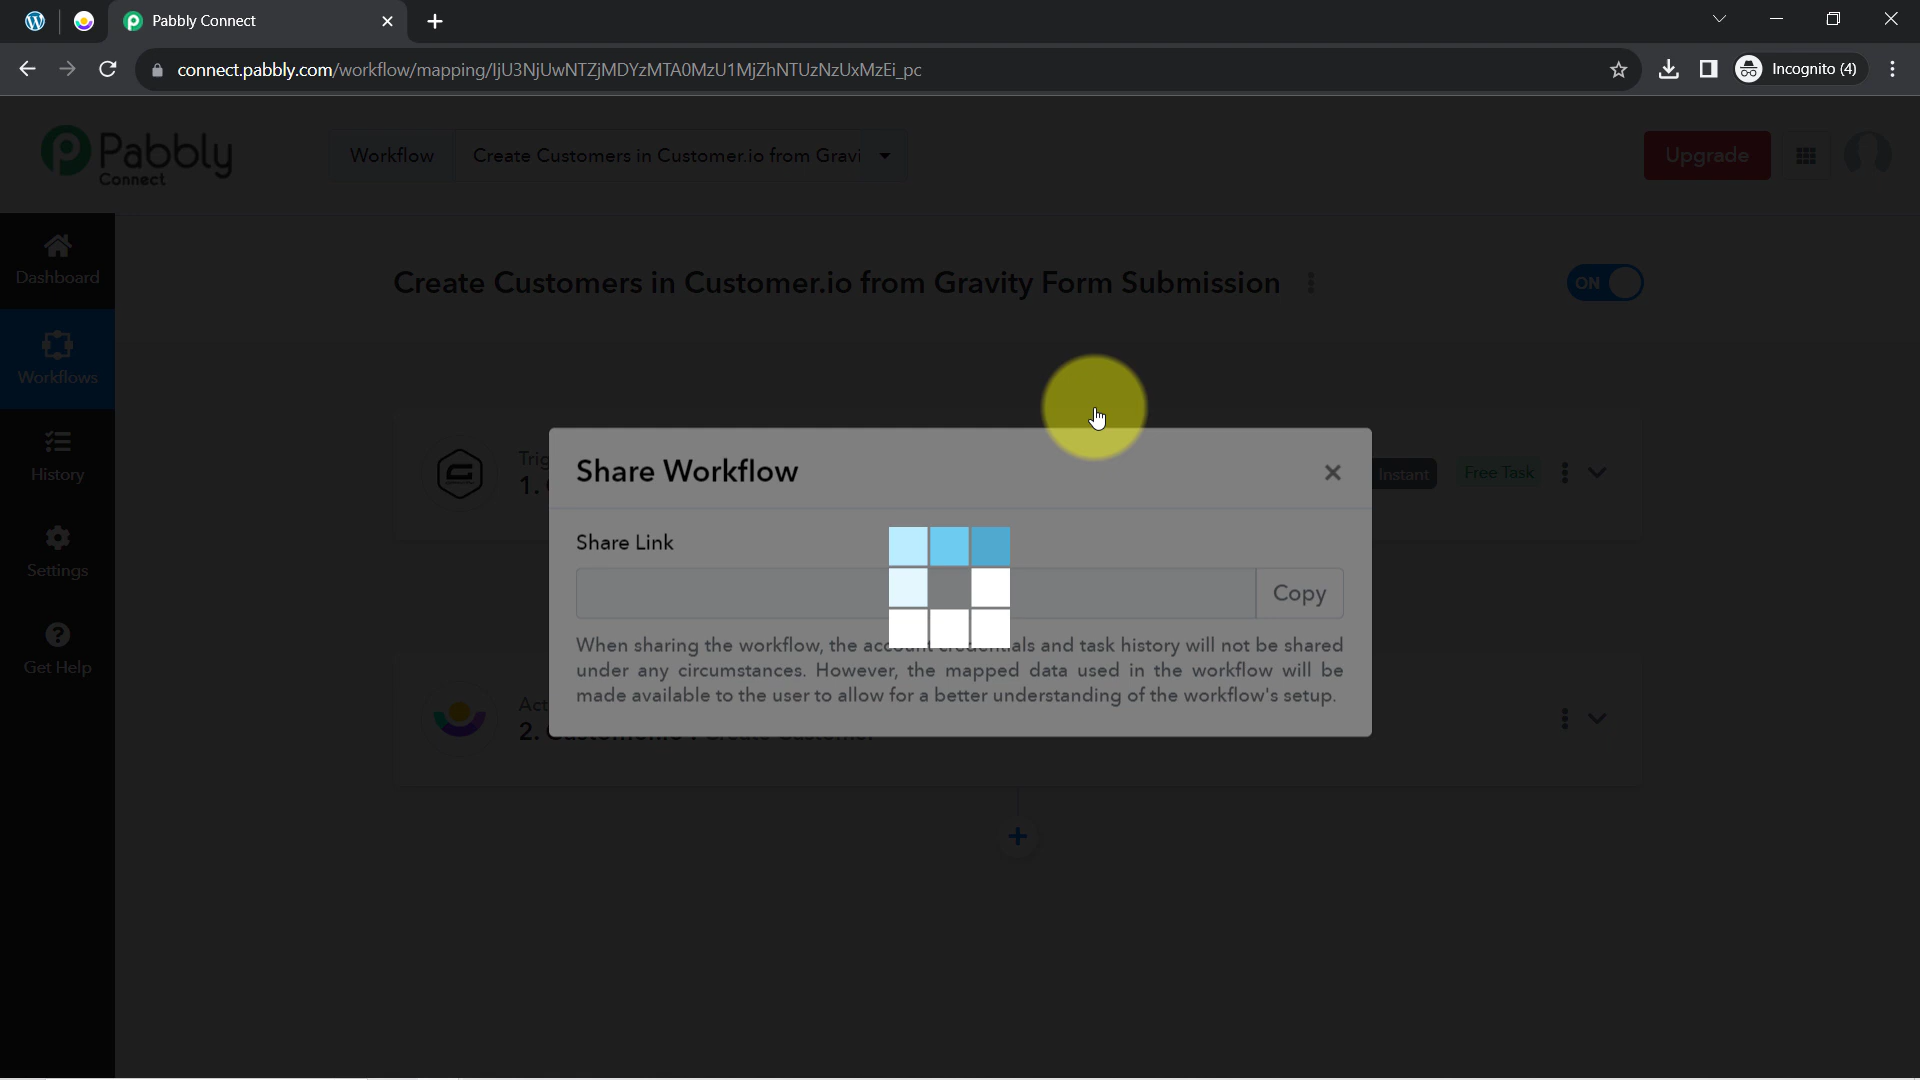 Pabbly Connect
connect.pabbly.com/workflow/mapping/IjU3NjUwNTZjMDYzMTA0MzU1MjZhNTUzNzUxMzEi_pc
Incognito (4)
Pabbly
Connect
Workflow
Create Customers in Customer.io from Gravi
Upgrade
Dashboard
Workflows
History
Settings
Get Help
Create Customers in Customer.io from Gravity Form Submission
ON
Trig
1.
Instant
Free Task
Share Workflow
Share Link
Copy
When sharing the workflow, the account credentials and task history will not be shared
under any circumstances. However, the mapped data used in the workflow will be
made available to the user to allow for a better understanding of the workflow's setup.
Act
2. Customer.io : Create Customer